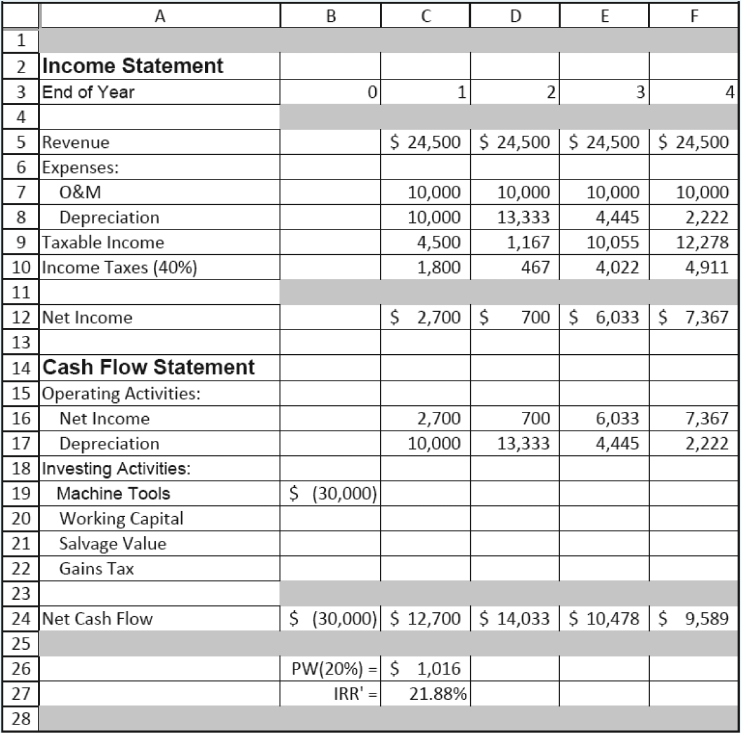 A B C D E F
1
2 Income Statement
3 End of Year 0 1 2 3 4
4
5 Revenue $ 24,500 $ 24,500 $ 24,500 $ 24,500
6 Expenses:
7 O&M 10,000 10,000 10,000 10,000
8 Depreciation 10,000 13,333 4,445 2,222
9 Taxable Income 4,500 1,167 10,055 12,278
10 Income Taxes (40%) 1,800 467 4,022 4,911
11
12 Net Income $ 2,700 $ 700 $ 6,033 $ 7,367
13
14 Cash Flow Statement
15 Operating Activities:
16 Net Income 2,700 700 6,033 7,367
17 Depreciation 10,000 13,333 4,445 2,222
18 Investing Activities:
19 Machine Tools $ (30,000)
20 Working Capital
21 Salvage Value
22 Gains Tax
23
24 Net Cash Flow $ (30,000) $ 12,700 $ 14,033 $ 10,478 $ 9,589
25
26 PW(20%) = $ 1,016
27 IRR' = 21.88%
28